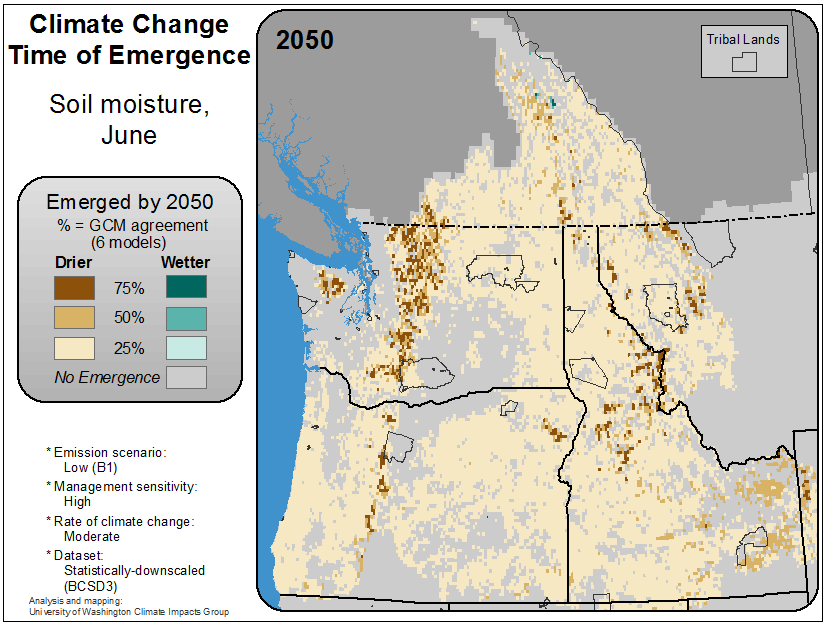 Climate Change
Time of Emergence
Soil moisture,
June
Emerged by 2050
% = GCM agreement
(6 models)
Drier Wetter
75%
50%
25%
No Emergence
* Emission scenario:
Low (B1)
* Management sensitivity:
High
* Rate of climate change:
Moderate
* Dataset:
Statistically-downscaled
(BCSD3)
Analysis and mapping:
University of Washington Climate Impacts Group
2050
Tribal Lands